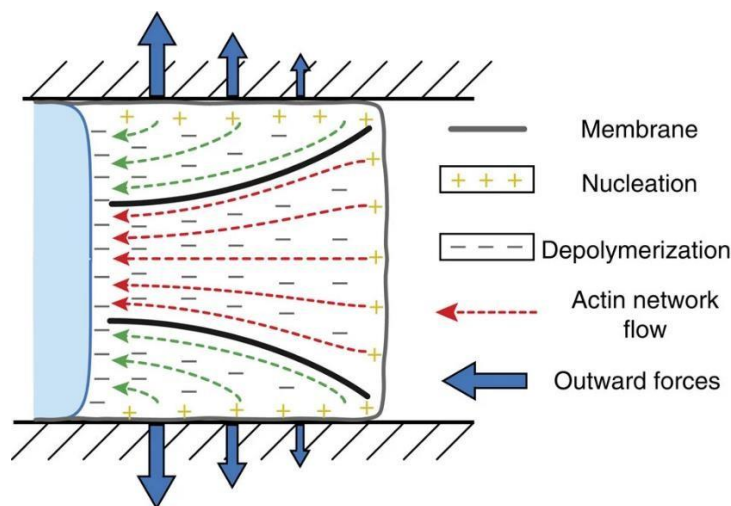 Membrane
+ + +
Nucleation
− − −
Depolymerization
Actin network
flow
Outward forces